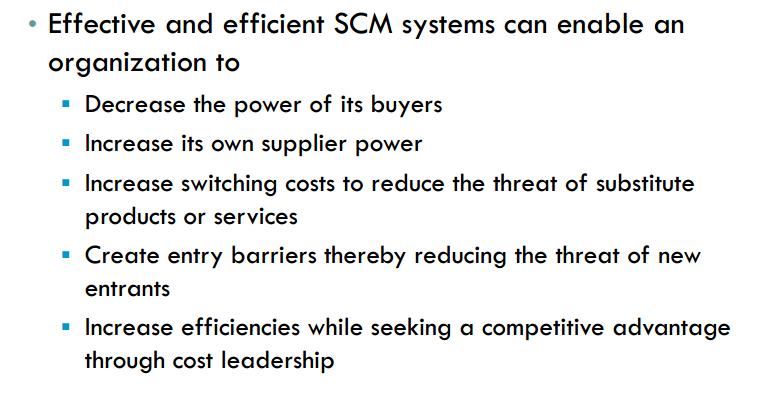 • Effective and efficient SCM systems can enable an
organization to
▪ Decrease the power of its buyers
▪ Increase its own supplier power
▪ Increase switching costs to reduce the threat of substitute
products or services
▪ Create entry barriers thereby reducing the threat of new
entrants
▪ Increase efficiencies while seeking a competitive advantage
through cost leadership